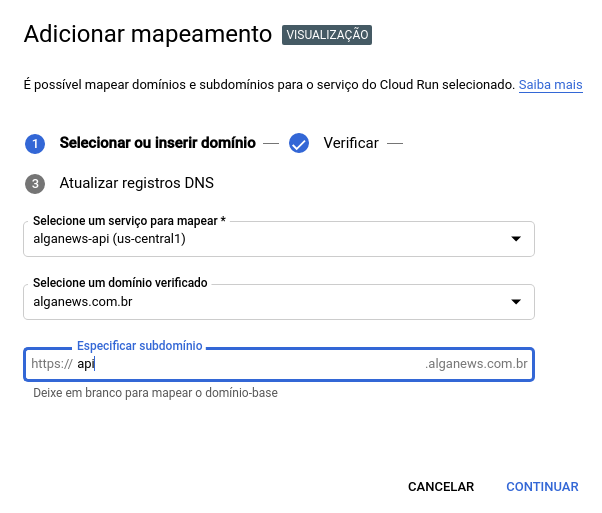 Adicionar mapeamento VISUALIZAÇÃO
É possível mapear domínios e subdomínios para o serviço do Cloud Run selecionado. Saiba mais
1 Selecionar ou inserir domínio — Verificar —
3 Atualizar registros DNS
Selecione um serviço para mapear *
alganews-api (us-central1)
Selecione um domínio verificado
alganews.com.br
Especificar subdomínio
https:// api .alganews.com.br
Deixe em branco para mapear o domínio-base
CANCELAR CONTINUAR